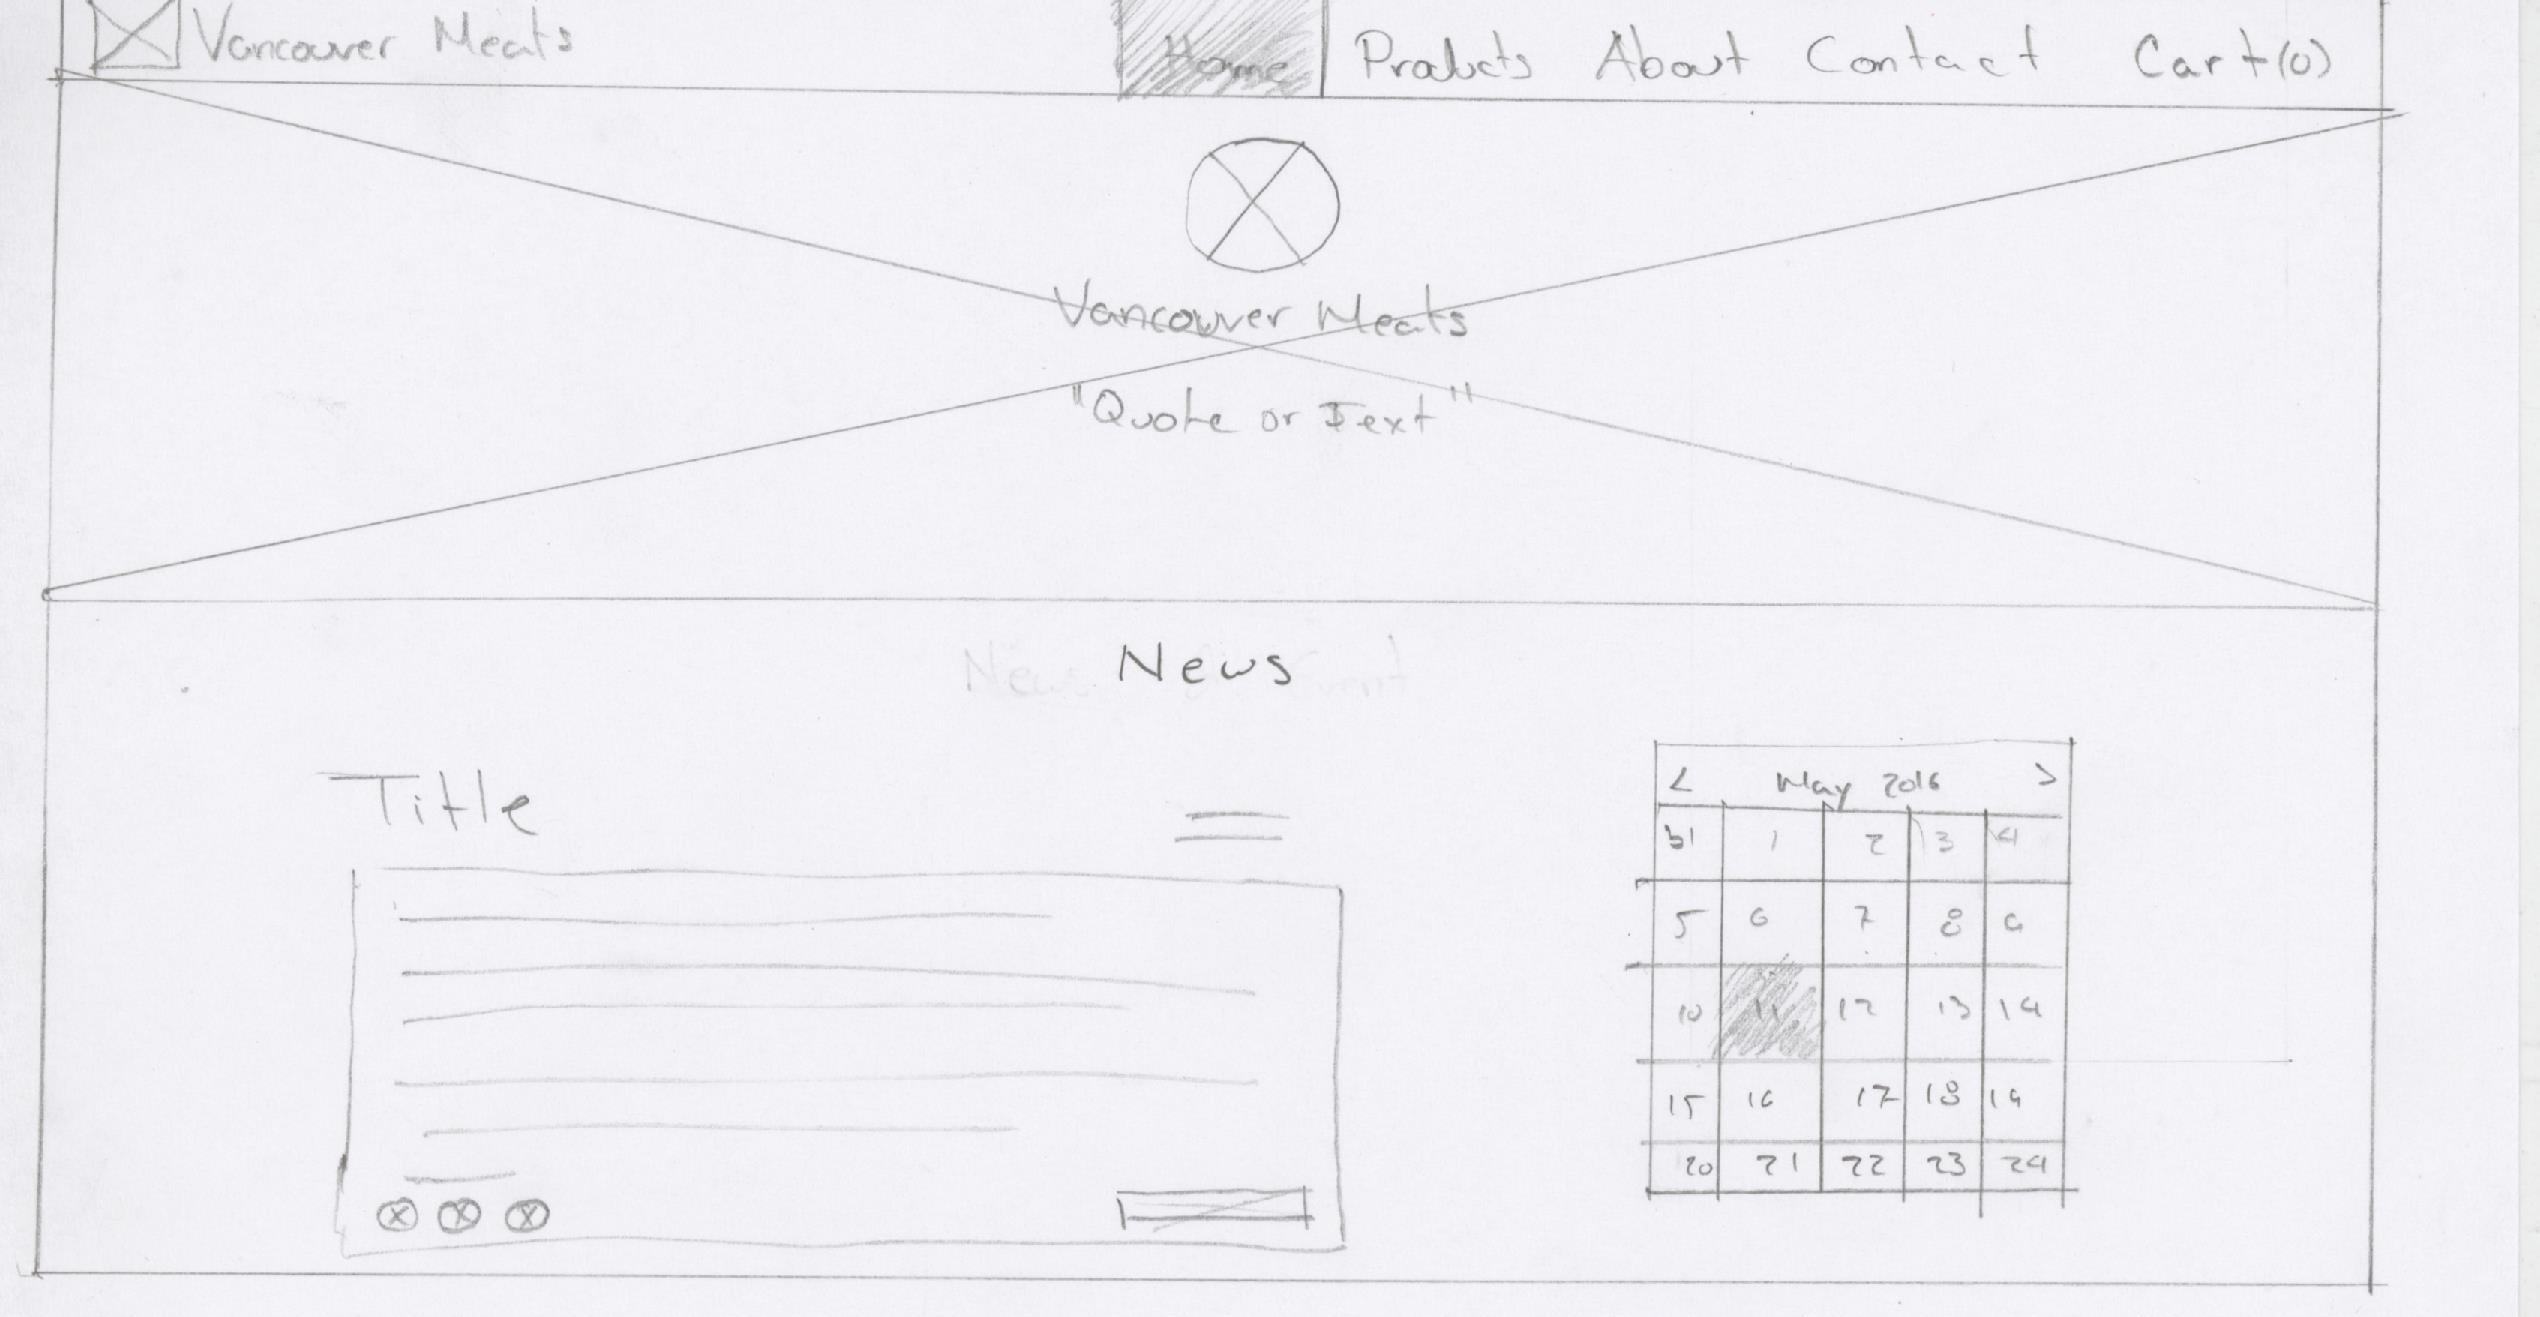 Vancouver Meats Home Products About Contact Cart(0)
Vancouver Meats
"Quote or Text"
News
Title
< May 2016 >
31 1 2 3 4
5 6 7 8 9
10 11 12 13 14
15 16 17 18 19
20 21 22 23 24